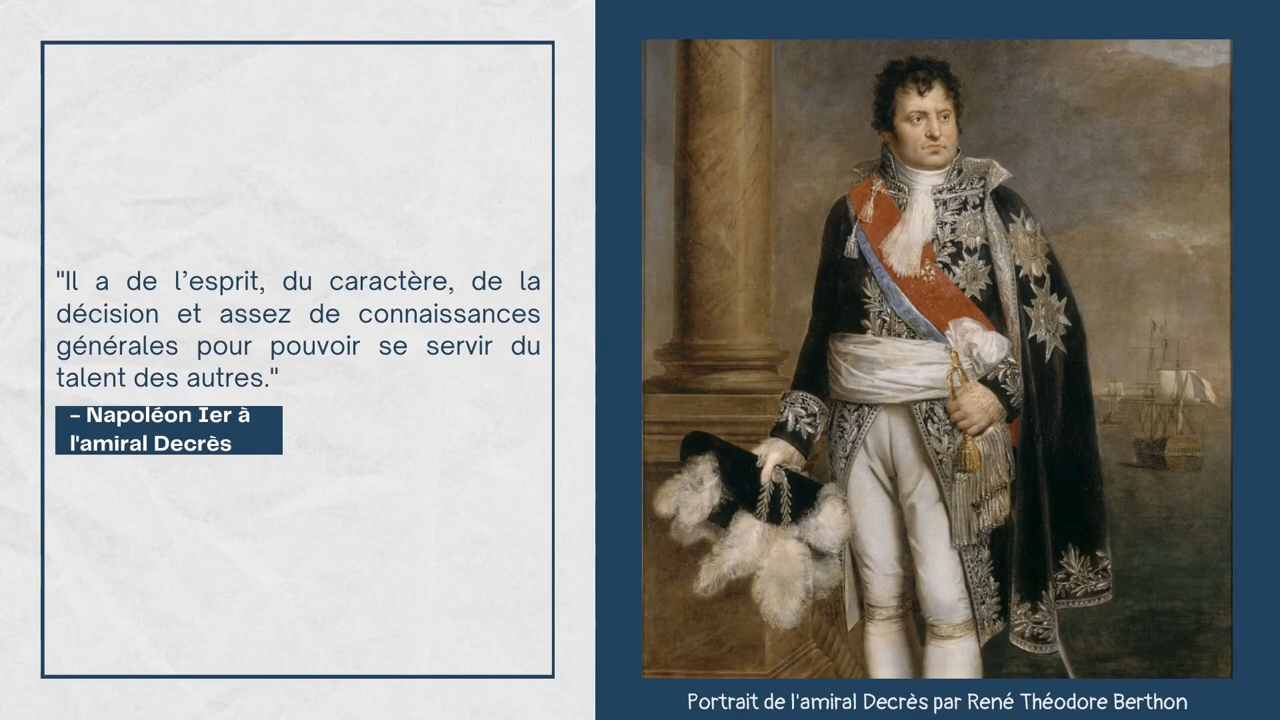 "Il a de l’esprit, du caractère, de la
décision et assez de connaissances
générales pour pouvoir se servir du
talent des autres."
– Napoléon Ier à
l'amiral Decrès
Portrait de l'amiral Decrès par René Théodore Berthon